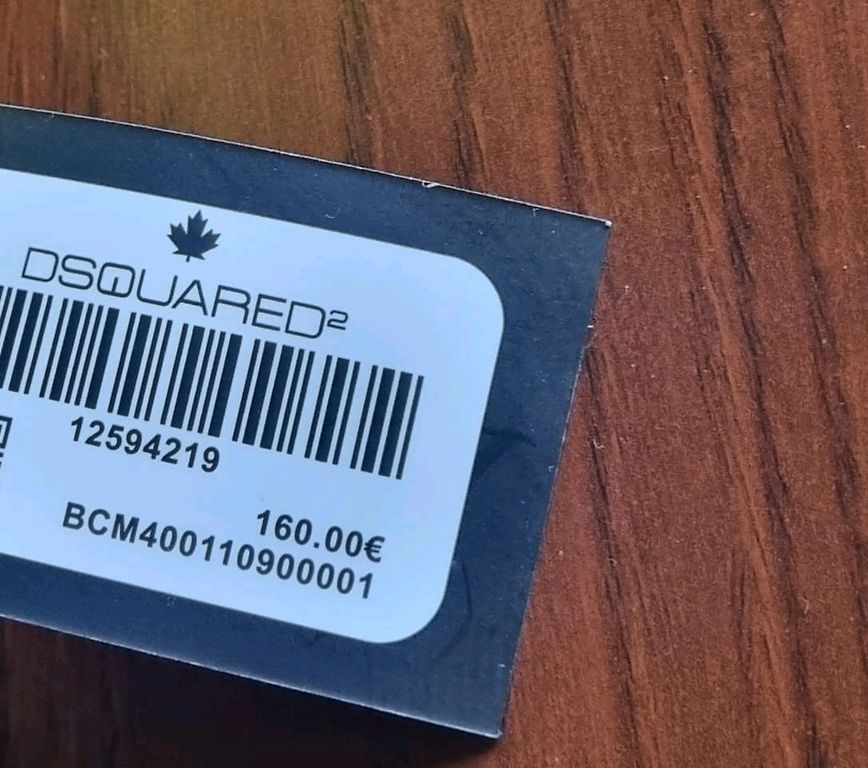 DSQUARED²
12594219
160.00€
BCM400110900001